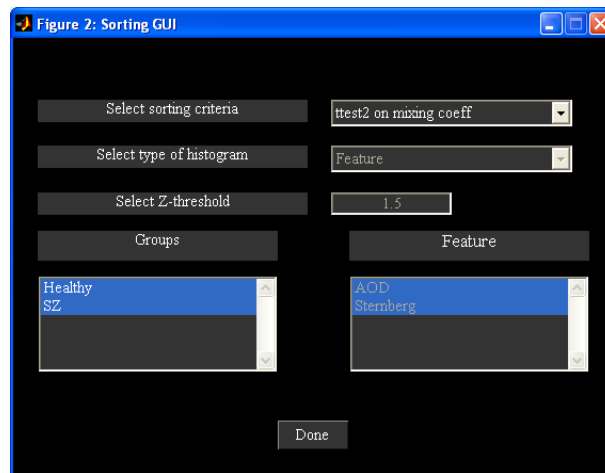 Figure 2: Sorting GUI
Select sorting criteria
ttest2 on mixing coeff
Select type of histogram
Feature
Select Z-threshold
1.5
Groups
Feature
Healthy
SZ
AOD
Sternberg
Done